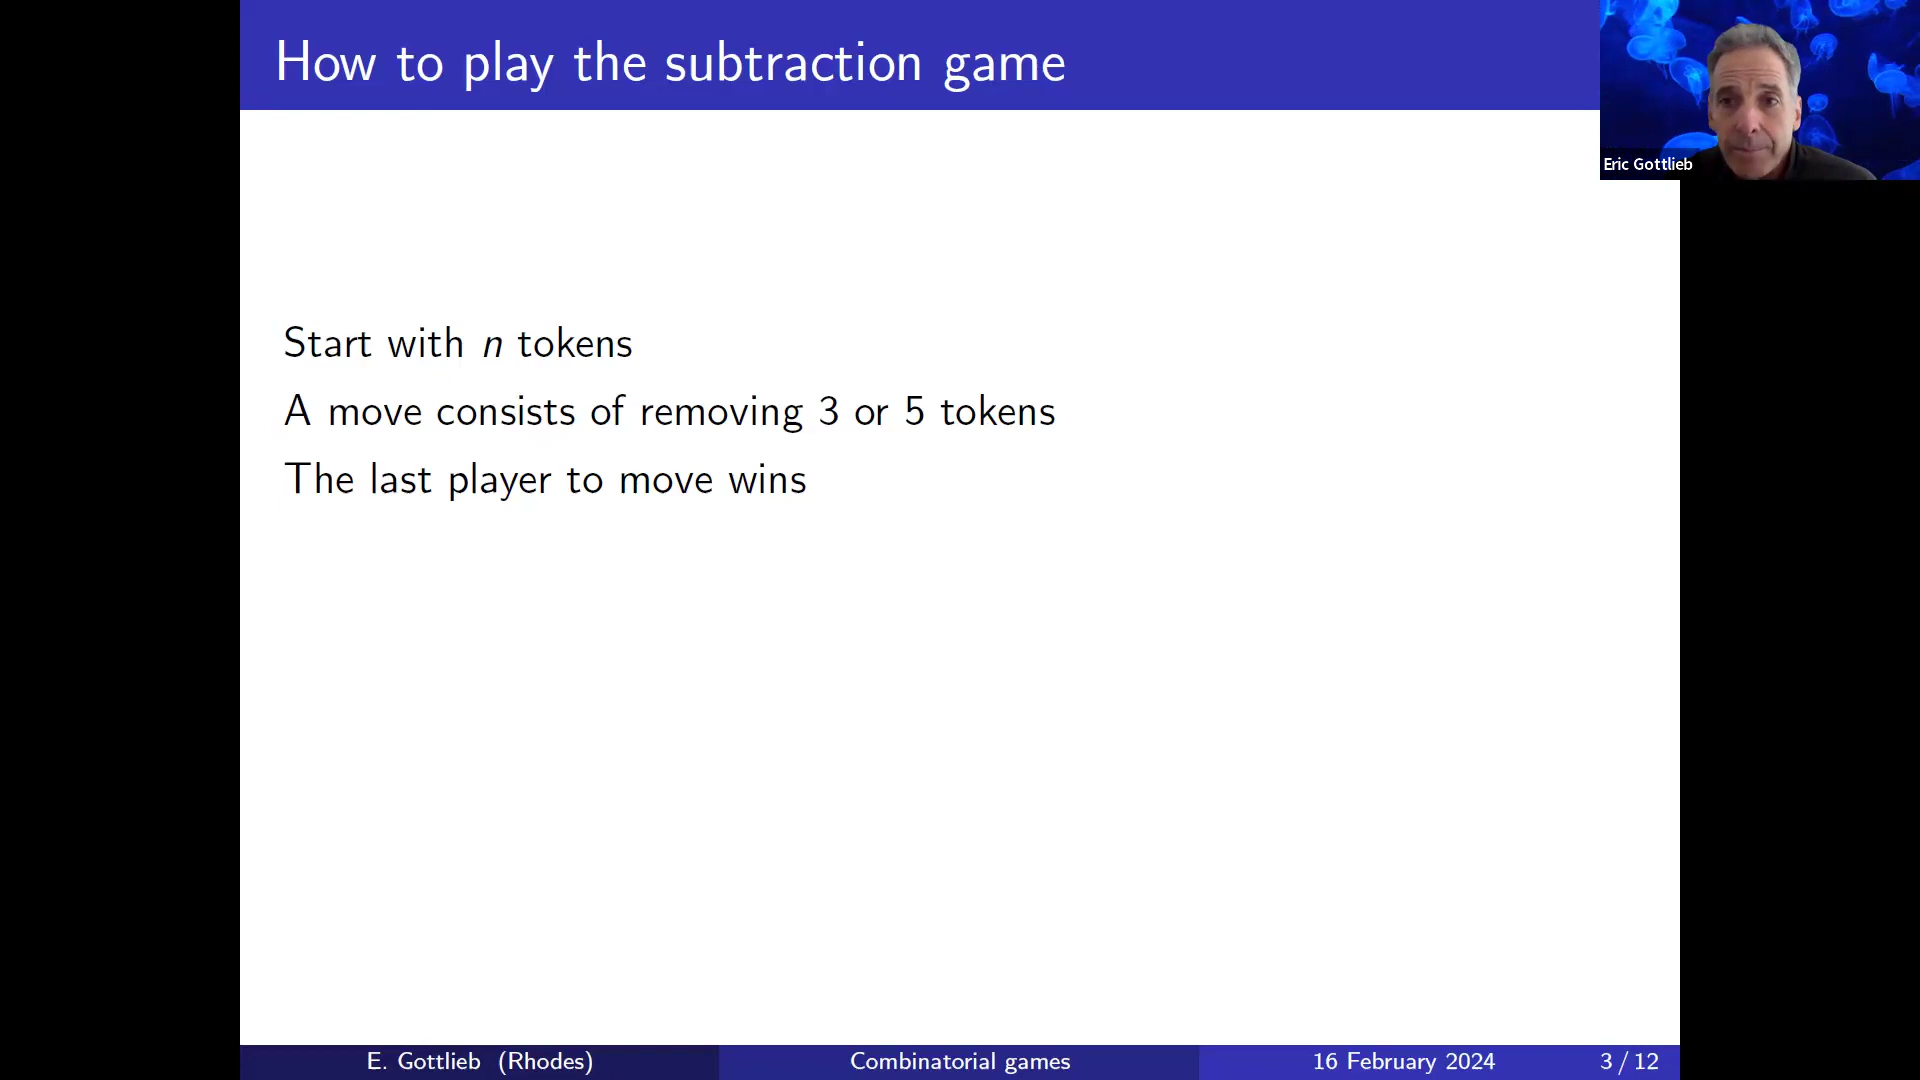 How to play the subtraction game
Eric Gottlieb
Start with n tokens
A move consists of removing 3 or 5 tokens
The last player to move wins
E. Gottlieb (Rhodes)
Combinatorial games
16 February 2024
3 / 12